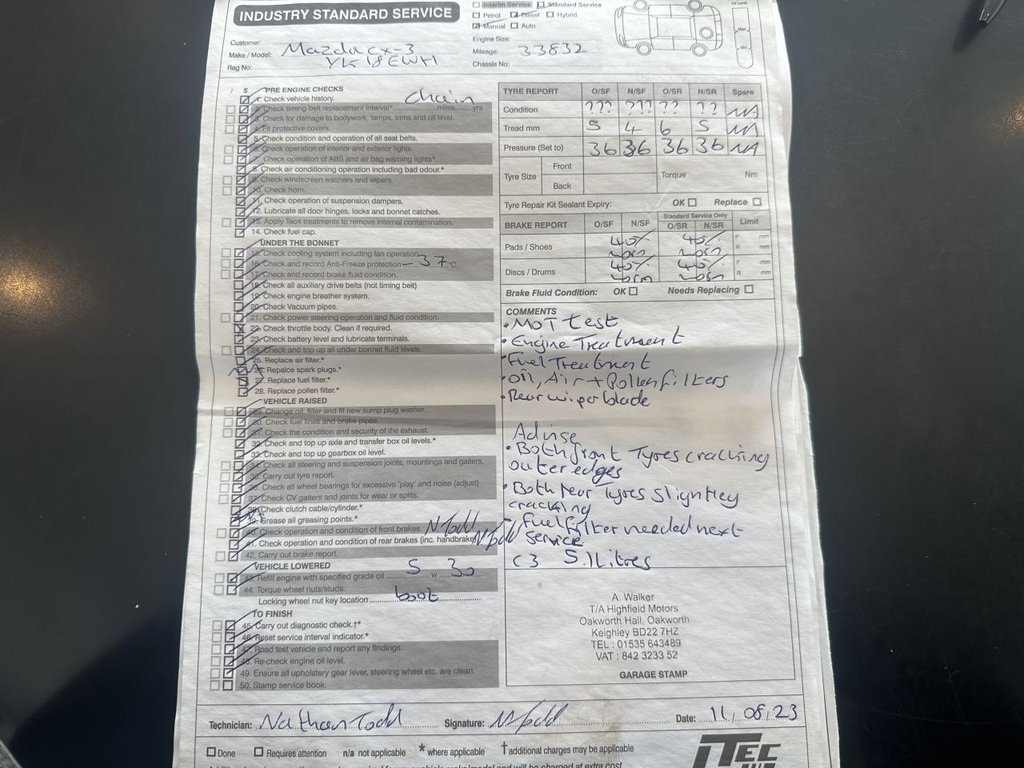 INDUSTRY STANDARD SERVICE
Interim Service Standard Service
Petrol Diesel Hybrid
Manual Auto
Customer:
Make / Model: Mazda cx-3
Reg No: YK18EWH
Engine Size:
Mileage: 33832
Chassis No:
I S PRE ENGINE CHECKS
1. Check vehicle history.
2. Check timing belt replacement interval* miles yrs chain
3. Check for damage to bodywork, lamps, trims and oil level.
4. Fit protective covers.
5. Check condition and operation of all seat belts.
6. Check operation of interior and exterior lights.
7. Check operation of ABS and air bag warning lights*.
8. Check air conditioning operation including bad odour.*
9. Check windscreen washers and wipers.
10. Check horn.
11. Check operation of suspension dampers.
12. Lubricate all door hinges, locks and bonnet catches.
13. Apply Tec4 treatments to remove internal contamination.
14. Check fuel cap.
UNDER THE BONNET
15. Check cooling system including fan operation.
16. Check and record Anti-Freeze protection -37 °C.
17. Check and record brake fluid condition.
18. Check all auxiliary drive belts (not timing belt)
19. Check engine breather system.
20. Check Vacuum pipes.
21. Check power steering operation and fluid condition.
22. Check throttle body. Clean if required.
23. Check battery level and lubricate terminals.
24. Check and top up all under bonnet fluid levels.
25. Replace air filter.*
26. Repalce spark plugs.*
27. Replace fuel filter.*
28. Replace pollen filter.*
VEHICLE RAISED
29. Change oil, filter and fit new sump plug washer.
30. Check fuel lines and brake pipes.
31. Check the condition and security of the exhaust.
32. Check and top up axle and transfer box oil levels.*
33. Check and top up gearbox oil level.
34. Check all steering and suspension joints, mountings and gaiters.
35. Carry out tyre report.
36. Check all wheel bearings for excessive 'play' and noise (adjust)
37. Check CV gaiters and joints for wear or splits.
38. Check clutch cable/cylinder.*
39. Grease all greasing points.*
40. Check operation and condition of front brakes. N Todd
41. Check operation and condition of rear brakes (inc. handbrake) N Todd
42. Carry out brake report.
VEHICLE LOWERED
43. Refill engine with specified grade oil 5 w 30
44. Torque wheel nuts/studs.
Locking wheel nut key location boot
TO FINISH
45. Carry out diagnostic check.†*
46. Reset service interval indicator.*
47. Road test vehicle and report any findings.
48. Re-check engine oil level.
49. Ensure all upholstery gear lever, steering wheel etc. are clean.
50. Stamp service book.
TYRE REPORT O/SF N/SF O/SR N/SR Spare
Condition ??? ??? ?? ?? NA
Tread mm 5 4 6 5 NA
Pressure (Set to) 36 36 36 36 NA
Tyre Size Front Back Torque Nm
Tyre Repair Kit Sealant Expiry: OK Replace
BRAKE REPORT O/SF N/SF Standard Service Only O/SR N/SR Limit
Pads / Shoes 40% worn 40% worn F mm R mm
Discs / Drums 40% worn 40% worn F mm R mm
Brake Fluid Condition: OK Needs Replacing
COMMENTS
• MOT test
• Engine Treatment
• Fuel Treatment
• Oil, Air + Pollen filters
• Rear wiper blade
Advise
• Both front Tyres cracking
outer edges
• Both rear Tyres slightley
cracking
• Fuel filter needed next
Service
C3 5.1 Litres
A. Walker
T/A Highfield Motors
Oakworth Hall, Oakworth
Keighley BD22 7HZ
TEL : 01535 643489
VAT : 842 3233 52
GARAGE STAMP
Technician: Nathan Todd Signature: N Todd Date: 11,08,23
Done Requires attention n/a not applicable * where applicable † additional charges may be applicable
ITEC